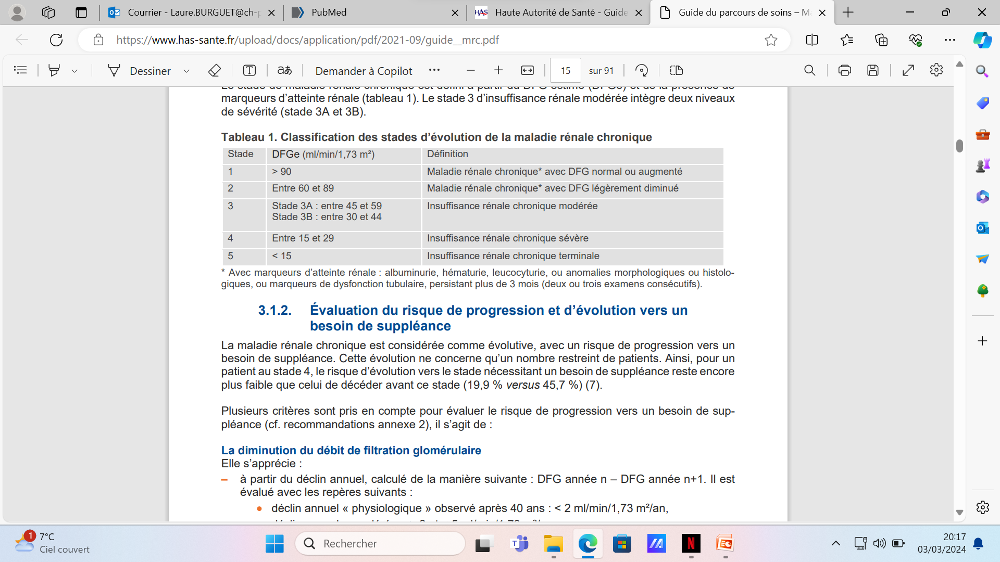 Courrier - Laure.BURGUET@ch-p
PubMed
HAS
Haute Autorité de Santé - Guide
Guide du parcours de soins – Ma
https://www.has-sante.fr/upload/docs/application/pdf/2021-09/guide__mrc.pdf
Dessiner
T
aあ
Demander à Copilot
15
sur 91
marqueurs d’atteinte rénale (tableau 1). Le stade 3 d’insuffisance rénale modérée intègre deux niveaux
de sévérité (stade 3A et 3B).
Tableau 1. Classification des stades d’évolution de la maladie rénale chronique
Stade DFGe (ml/min/1,73 m²) Définition
1 > 90 Maladie rénale chronique* avec DFG normal ou augmenté
2 Entre 60 et 89 Maladie rénale chronique* avec DFG légèrement diminué
3 Stade 3A : entre 45 et 59 Insuffisance rénale chronique modérée
Stade 3B : entre 30 et 44
4 Entre 15 et 29 Insuffisance rénale chronique sévère
5 < 15 Insuffisance rénale chronique terminale
* Avec marqueurs d’atteinte rénale : albuminurie, hématurie, leucocyturie, ou anomalies morphologiques ou histolo-
giques, ou marqueurs de dysfonction tubulaire, persistant plus de 3 mois (deux ou trois examens consécutifs).
3.1.2. Évaluation du risque de progression et d’évolution vers un
besoin de suppléance
La maladie rénale chronique est considérée comme évolutive, avec un risque de progression vers un
besoin de suppléance. Cette évolution ne concerne qu’un nombre restreint de patients. Ainsi, pour un
patient au stade 4, le risque d’évolution vers le stade nécessitant un besoin de suppléance reste encore
plus faible que celui de décéder avant ce stade (19,9 % versus 45,7 %) (7).
Plusieurs critères sont pris en compte pour évaluer le risque de progression vers un besoin de sup-
pléance (cf. recommandations annexe 2), il s’agit de :
La diminution du débit de filtration glomérulaire
Elle s’apprécie :
– à partir du déclin annuel, calculé de la manière suivante : DFG année n – DFG année n+1. Il est
évalué avec les repères suivants :
• déclin annuel « physiologique » observé après 40 ans : < 2 ml/min/1,73 m²/an,
1
7°C
Ciel couvert
Rechercher
20:17
03/03/2024